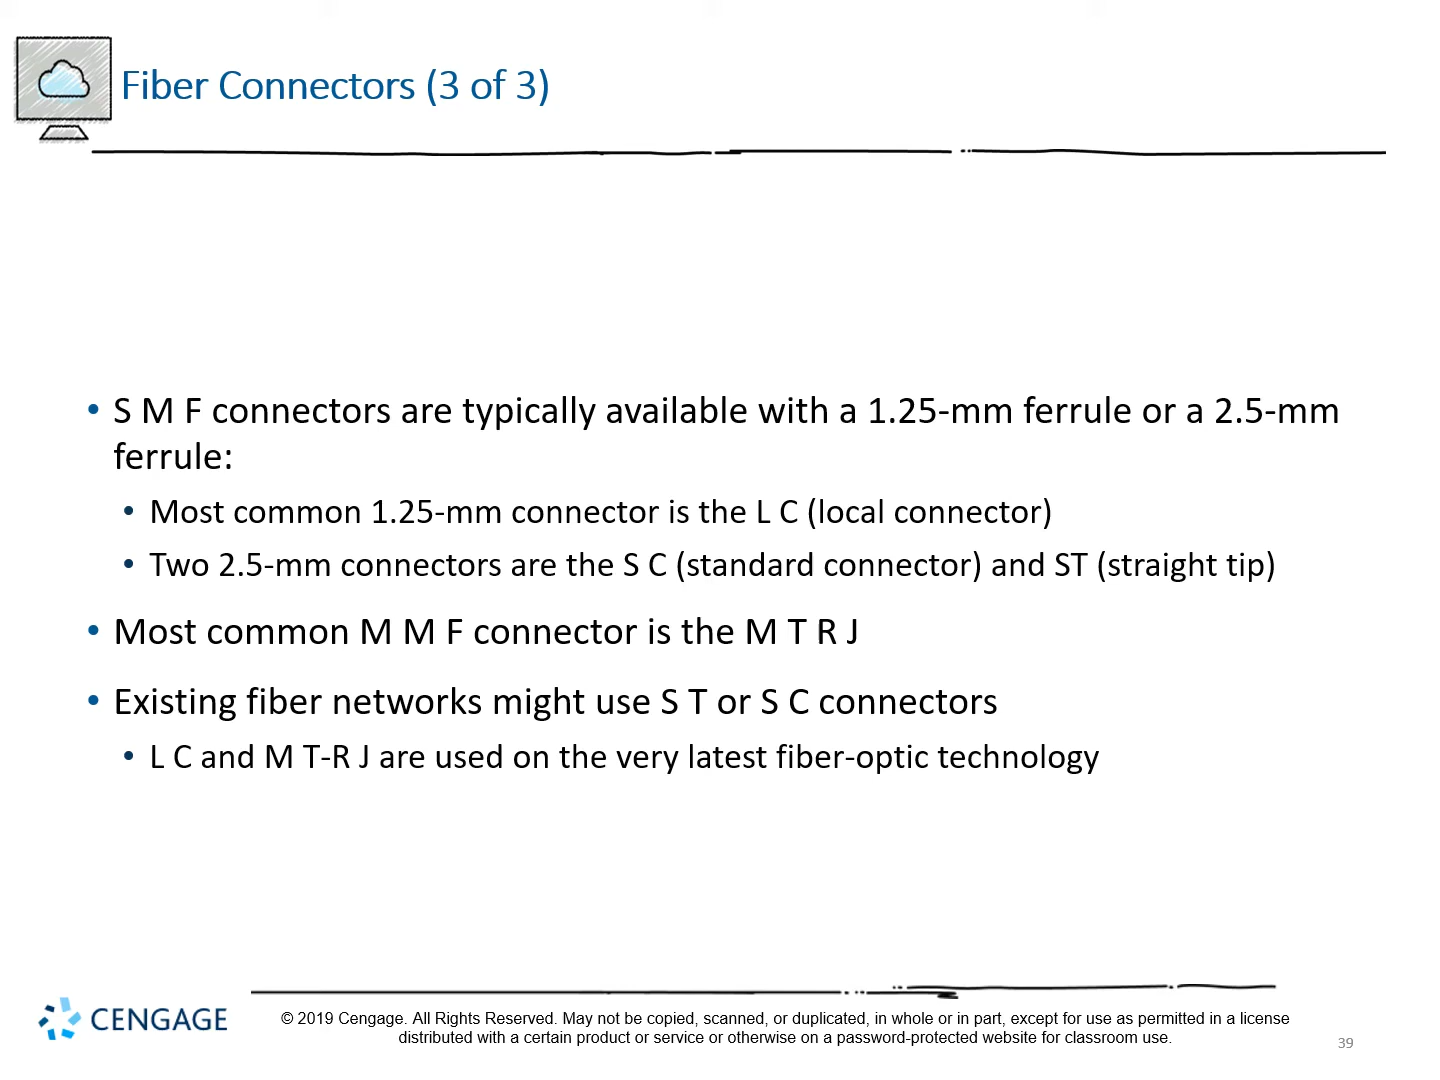 Fiber Connectors (3 of 3)
• S M F connectors are typically available with a 1.25-mm ferrule or a 2.5-mm
ferrule:
• Most common 1.25-mm connector is the L C (local connector)
• Two 2.5-mm connectors are the S C (standard connector) and ST (straight tip)
• Most common M M F connector is the M T R J
• Existing fiber networks might use S T or S C connectors
• L C and M T-R J are used on the very latest fiber-optic technology
CENGAGE
© 2019 Cengage. All Rights Reserved. May not be copied, scanned, or duplicated, in whole or in part, except for use as permitted in a license
distributed with a certain product or service or otherwise on a password-protected website for classroom use.
39